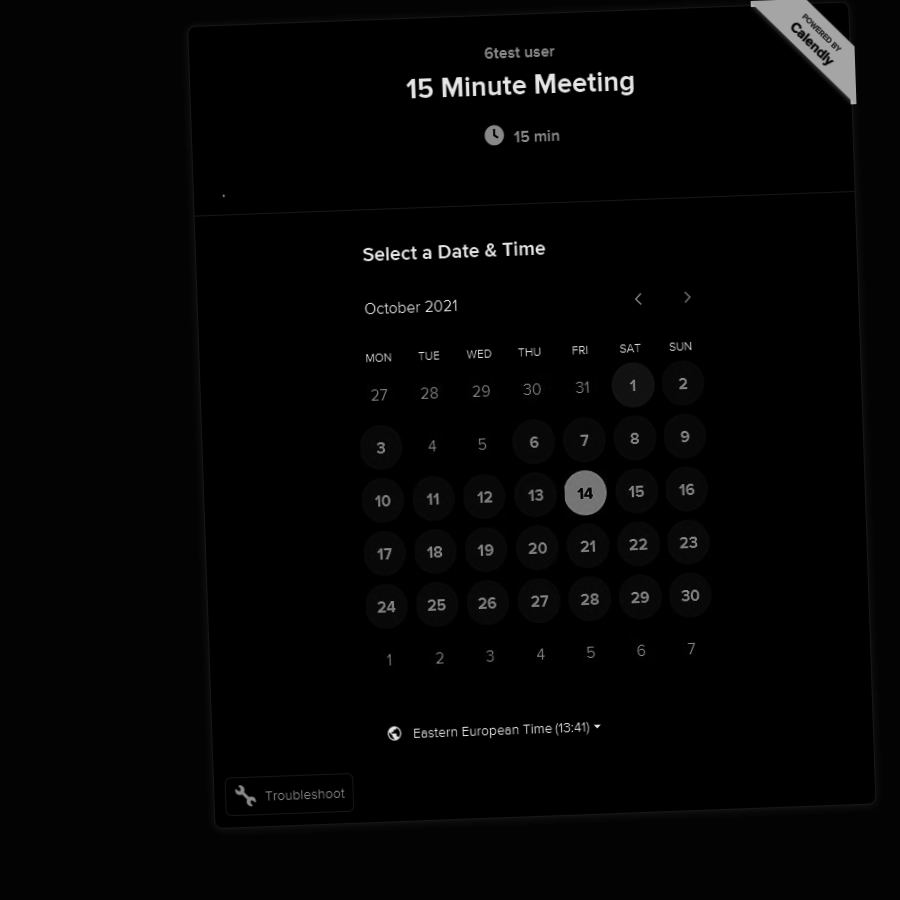 POWERED BY
Calendly
6test user
15 Minute Meeting
15 min
.
Select a Date & Time
October 2021
MON TUE WED THU FRI SAT SUN
27 28 29 30 31 1 2
3 4 5 6 7 8 9
10 11 12 13 14 15 16
17 18 19 20 21 22 23
24 25 26 27 28 29 30
1 2 3 4 5 6 7
Eastern European Time (13:41)
Troubleshoot